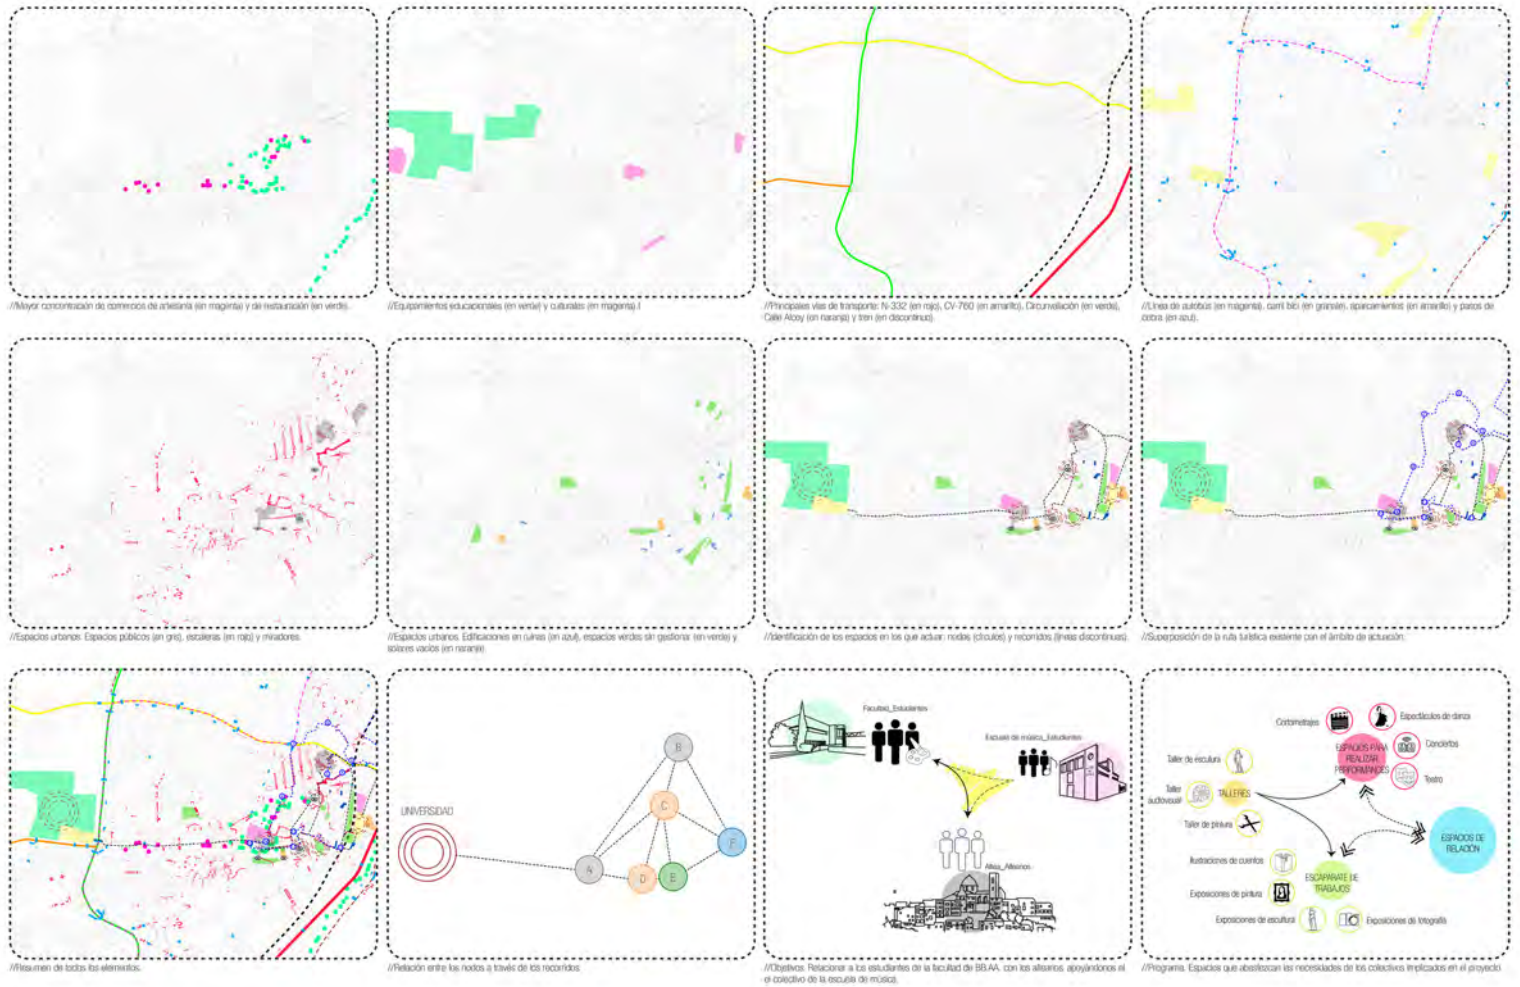 //Mayor concentración de comercio de artesanía (en magenta) y de restauración (en verde).
//Equipamientos educacionales (en verde) y culturales (en magenta).
//Principales vías de transporte: N-332 (en rojo), CV-760 (en amarillo), Circunvalación (en verde),
Calle Alcoy (en naranja) y tren (en discontinuo).
//Línea de autobús (en magenta), carril bici (en granate), aparcamientos (en amarillo) y pasos de
cebra (en azul).
//Espacios urbanos. Espacios públicos (en gris), escaleras (en rojo) y miradores.
//Espacios urbanos. Edificaciones en ruinas (en azul), espacios verdes sin gestionar (en verde) y
solares vacíos (en naranja).
//Identificación de los espacios en los que actuar: nodos (círculos) y recorridos (líneas discontinuas).
//Superposición de la ruta turística existente con el ámbito de actuación.
UNIVERSIDAD
A
B
C
D
E
F
Facultad_Estudiantes
Escuela de música_Estudiantes
Altea_Alteanos
Cortometrajes
Espectáculos de danza
ESPACIOS PARA
REALIZAR
PERFORMANCES
Conciertos
Teatro
Taller de escultura
Taller
audiovisual
TALLERES
Taller de pintura
ESPACIOS DE
RELACIÓN
Ilustraciones de cuentos
ESCAPARATE DE
TRABAJOS
Exposiciones de pintura
Exposiciones de escultura
Exposiciones de fotografía
//Resumen de todos los elementos.
//Relación entre los nodos a través de los recorridos.
//Objetivos. Relacionar a los estudiantes de la facultad de BB.AA. con los alteanos, apoyándonos en
el colectivo de la escuela de música.
//Programa. Espacios que abastezcan las necesidades de los colectivos implicados en el proyecto.